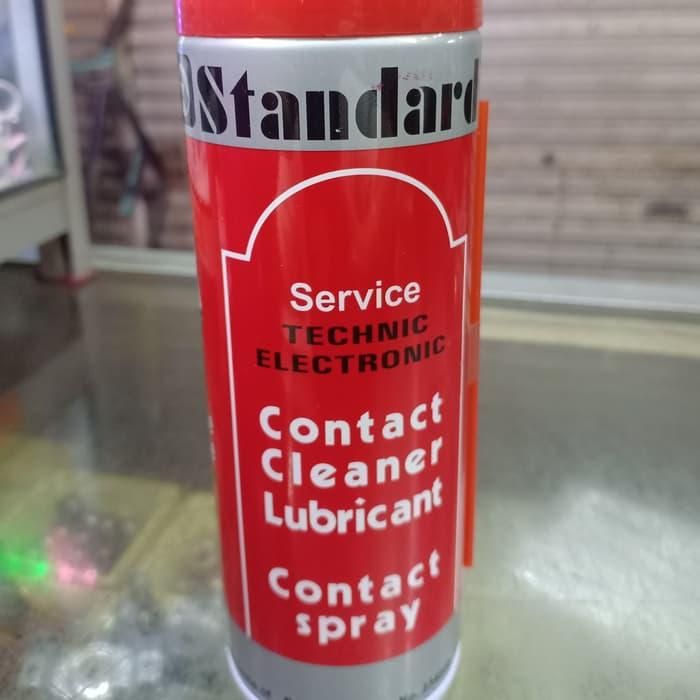 Standard
Service
TECHNIC
ELECTRONIC
Contact
Cleaner
Lubricant
Contact
spray